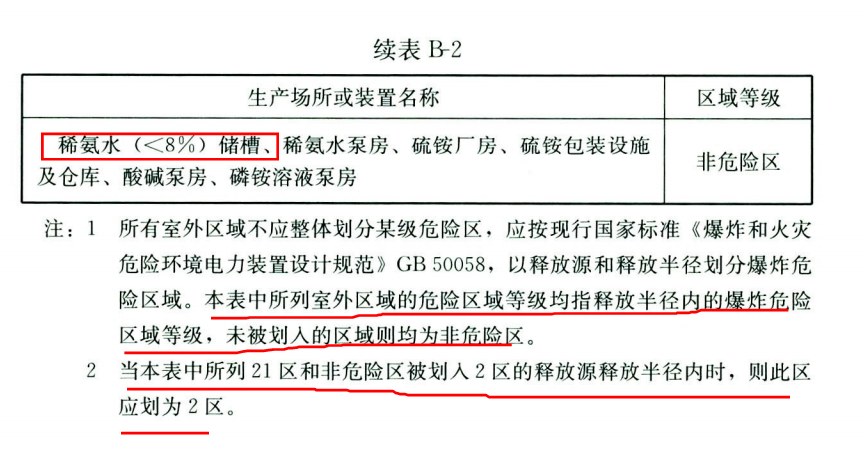 续表 B-2
生产场所或装置名称
区域等级
稀氨水（<8%）储槽、稀氨水泵房、硫铵厂房、硫铵包装设施
及仓库、酸碱泵房、磷铵溶液泵房
非危险区
注：1 所有室外区域不应整体划分某级危险区，应按现行国家标准《爆炸和火灾
危险环境电力装置设计规范》GB 50058，以释放源和释放半径划分爆炸危
险区域。本表中所列室外区域的危险区域等级均指释放半径内的爆炸危险
区域等级，未被划入的区域则均为非危险区。
2 当本表中所列 21 区和非危险区被划入 2 区的释放源释放半径内时，则此区
应划为 2 区。